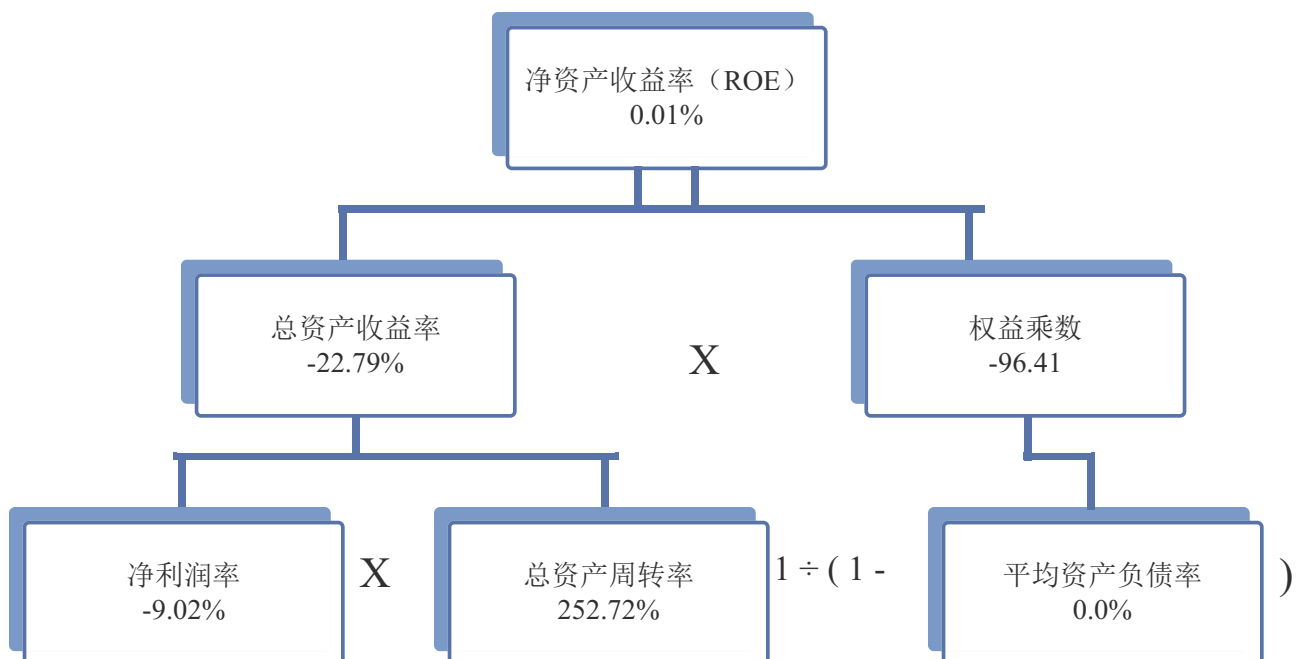 净资产收益率（ROE）
0.01%
总资产收益率
-22.79%
X
权益乘数
-96.41
净利润率
-9.02%
X
总资产周转率
252.72%
1 ÷ ( 1 -
平均资产负债率
0.0%
)